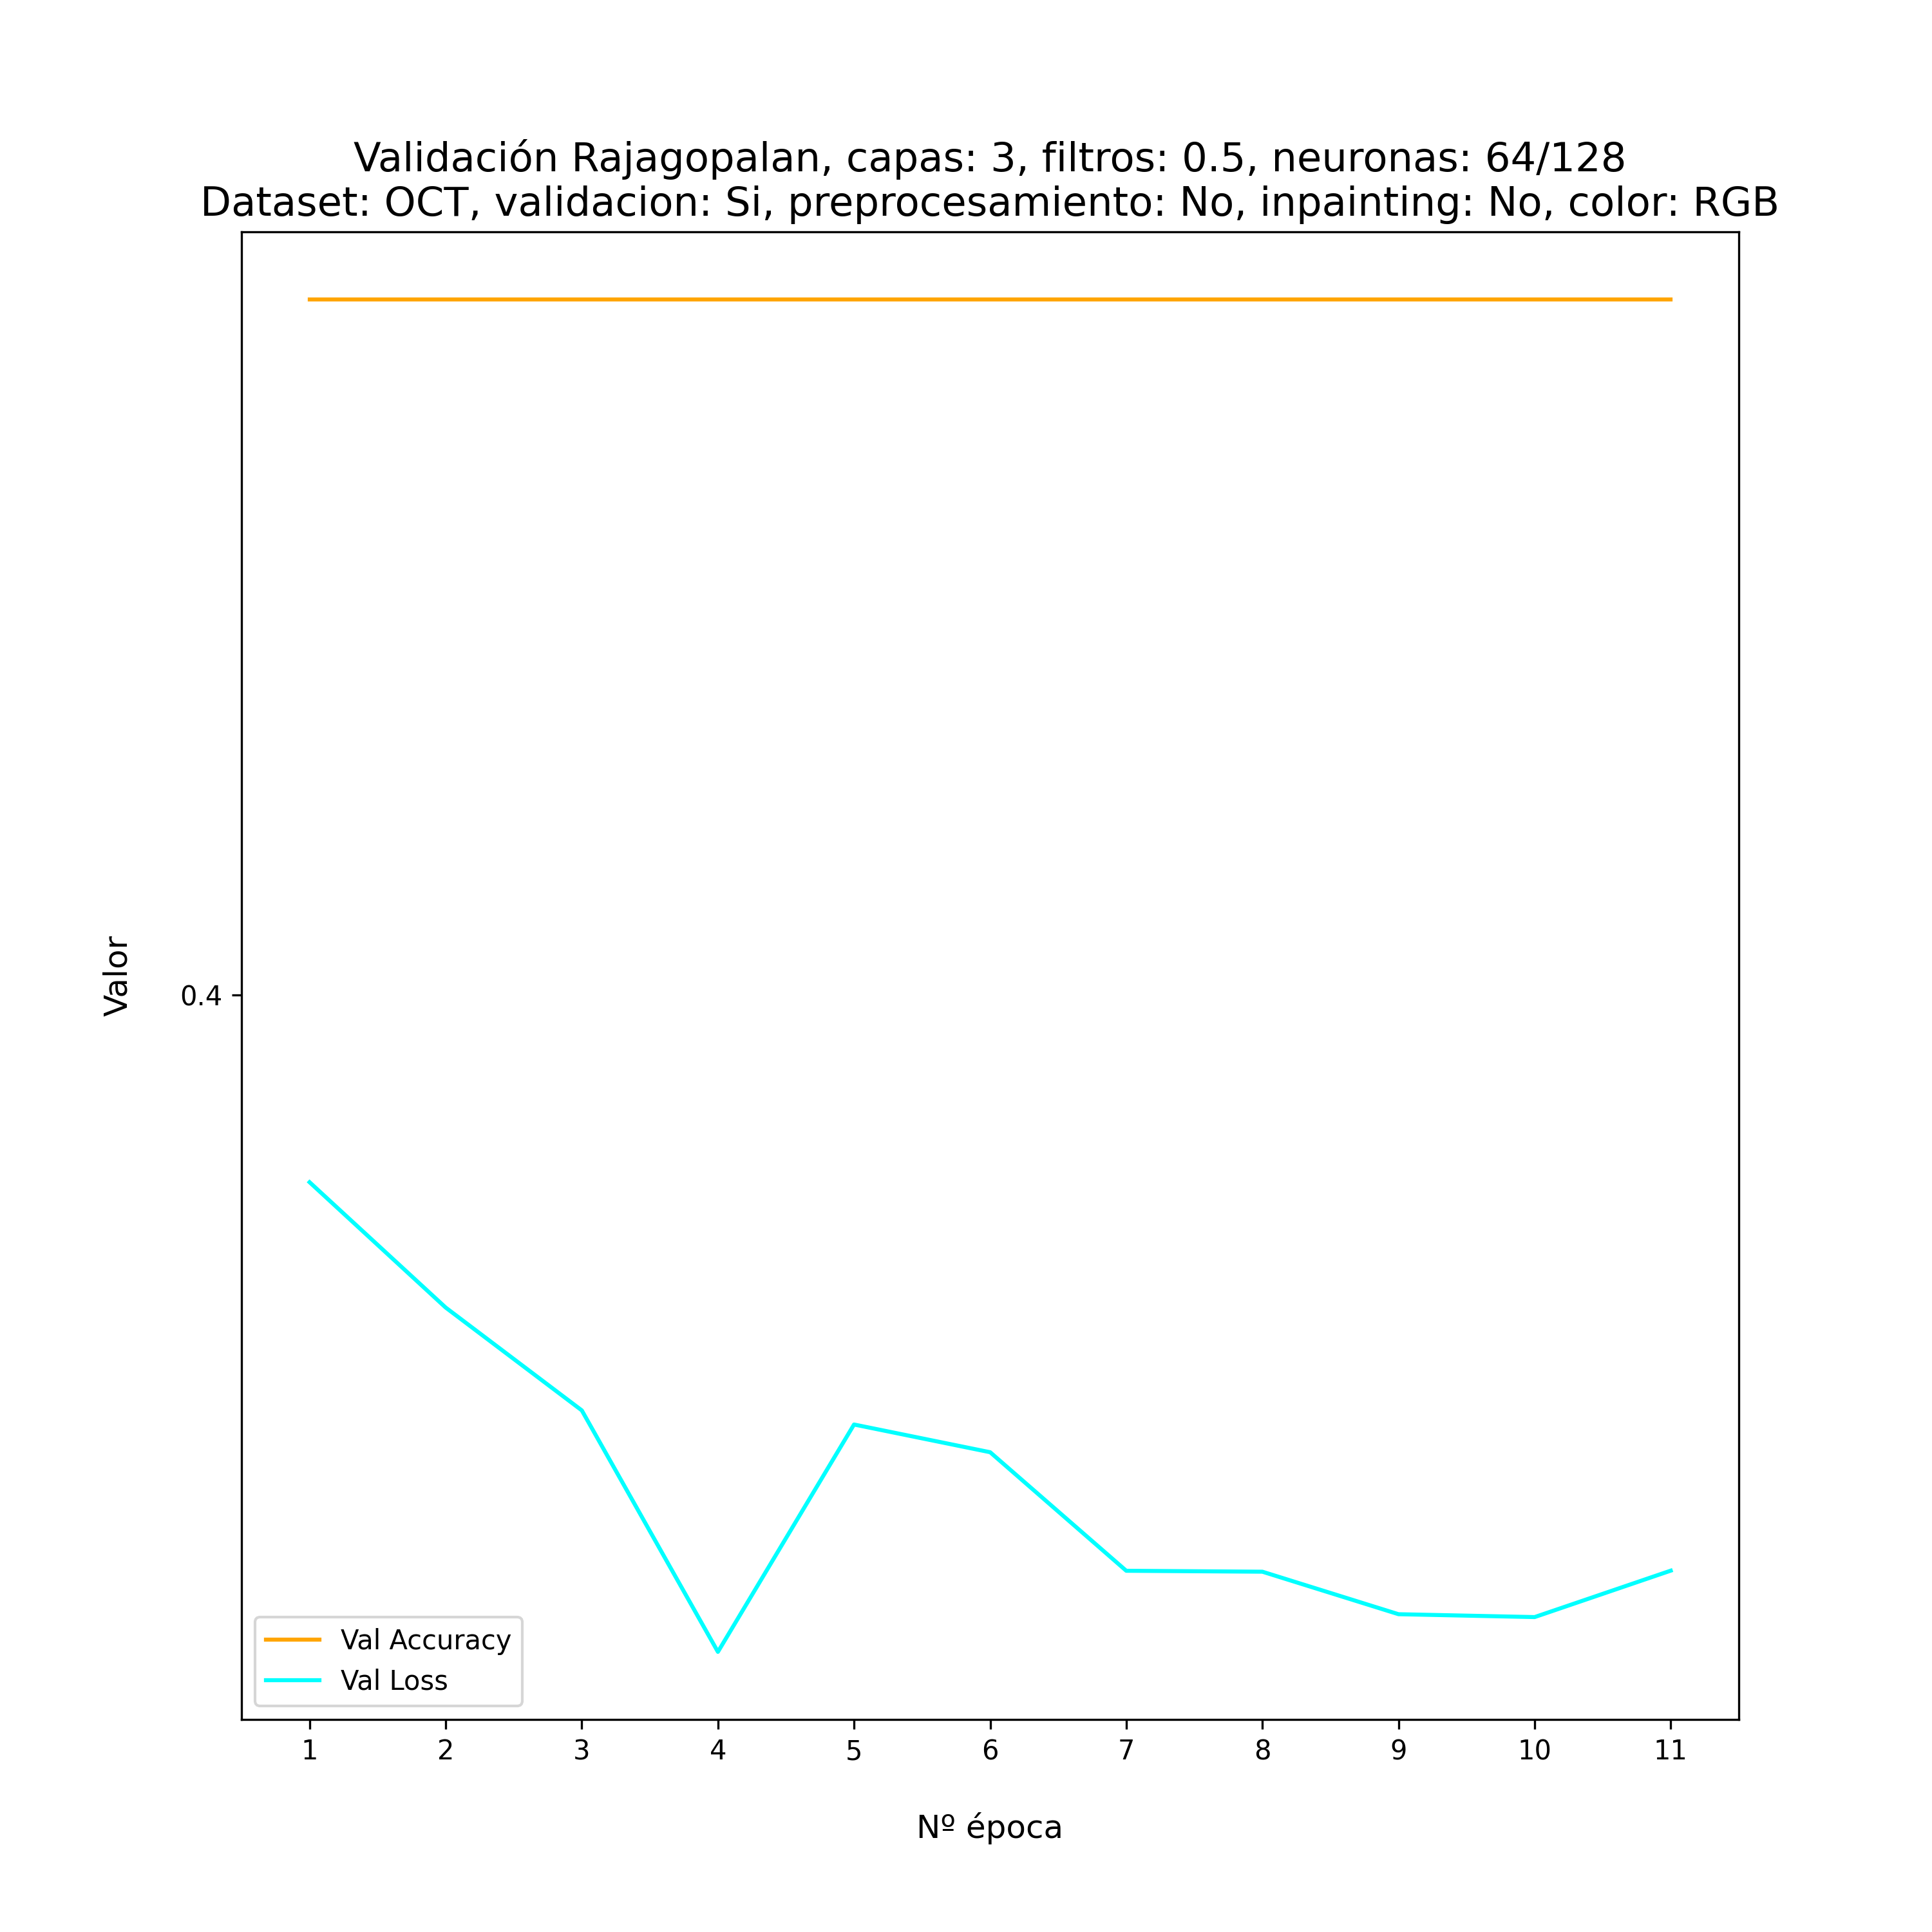 Validación Rajagopalan, capas: 3, filtros: 0.5, neuronas: 64/128
Dataset: OCT, validacion: Si, preprocesamiento: No, inpainting: No, color: RGB
Valor
0.4
Val Accuracy
Val Loss
1 2 3 4 5 6 7 8 9 10 11
Nº época